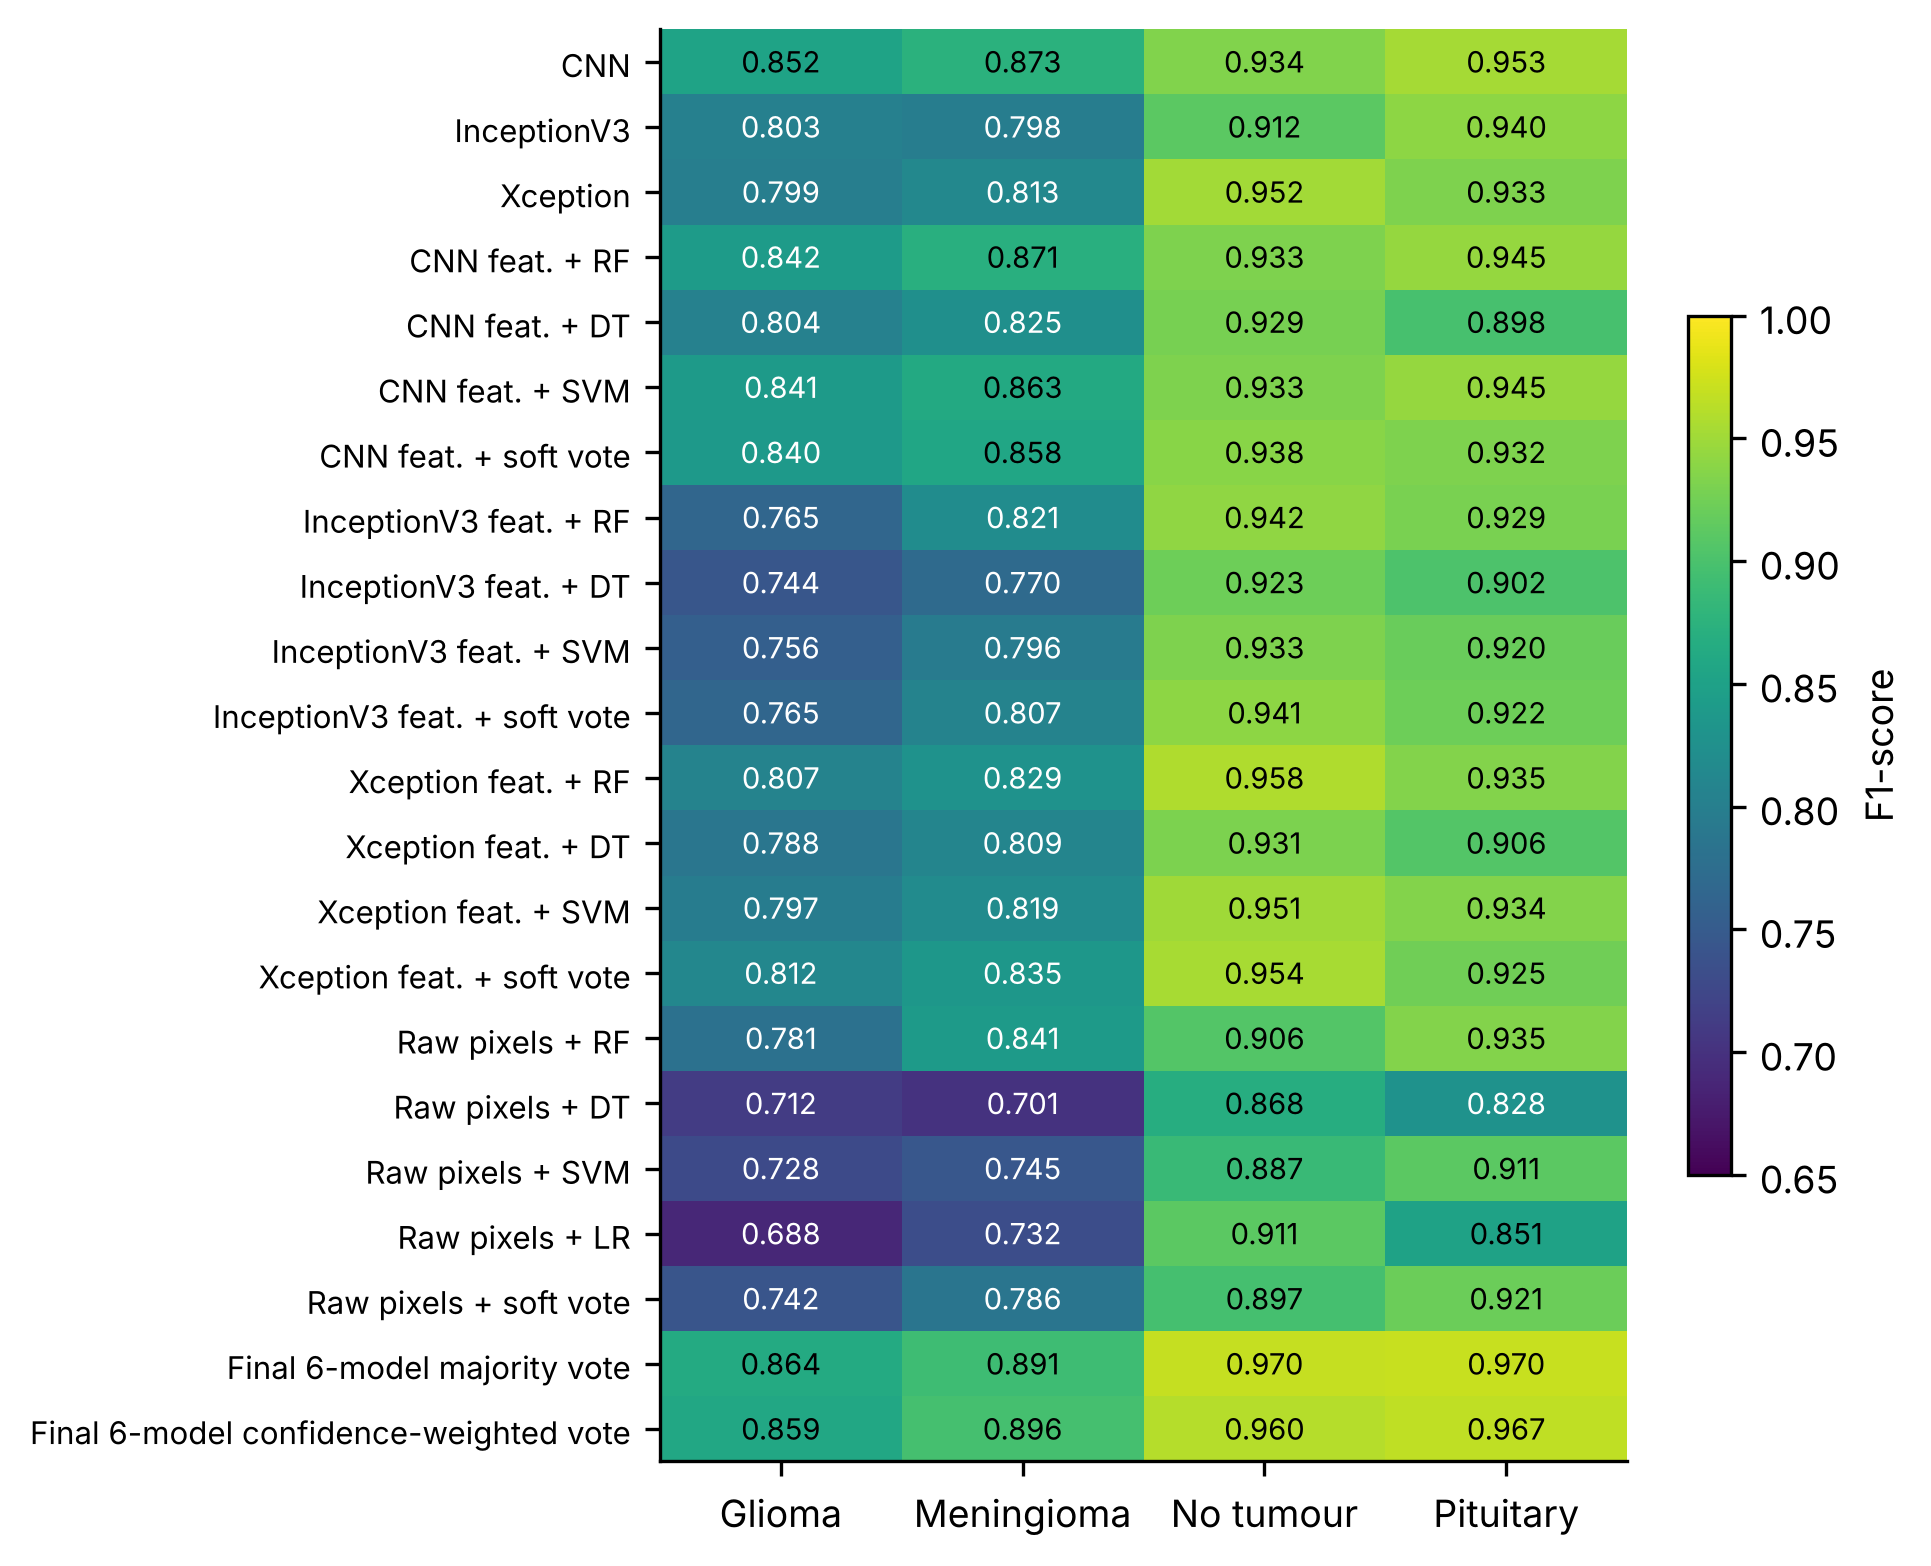 CNN 0.852 0.873 0.934 0.953
InceptionV3 0.803 0.798 0.912 0.940
Xception 0.799 0.813 0.952 0.933
CNN feat. + RF 0.842 0.871 0.933 0.945
CNN feat. + DT 0.804 0.825 0.929 0.898
CNN feat. + SVM 0.841 0.863 0.933 0.945
CNN feat. + soft vote 0.840 0.858 0.938 0.932
InceptionV3 feat. + RF 0.765 0.821 0.942 0.929
InceptionV3 feat. + DT 0.744 0.770 0.923 0.902
InceptionV3 feat. + SVM 0.756 0.796 0.933 0.920
InceptionV3 feat. + soft vote 0.765 0.807 0.941 0.922
Xception feat. + RF 0.807 0.829 0.958 0.935
Xception feat. + DT 0.788 0.809 0.931 0.906
Xception feat. + SVM 0.797 0.819 0.951 0.934
Xception feat. + soft vote 0.812 0.835 0.954 0.925
Raw pixels + RF 0.781 0.841 0.906 0.935
Raw pixels + DT 0.712 0.701 0.868 0.828
Raw pixels + SVM 0.728 0.745 0.887 0.911
Raw pixels + LR 0.688 0.732 0.911 0.851
Raw pixels + soft vote 0.742 0.786 0.897 0.921
Final 6-model majority vote 0.864 0.891 0.970 0.970
Final 6-model confidence-weighted vote 0.859 0.896 0.960 0.967
Glioma Meningioma No tumour Pituitary
1.00
0.95
0.90
0.85
0.80
0.75
0.70
0.65
F1-score